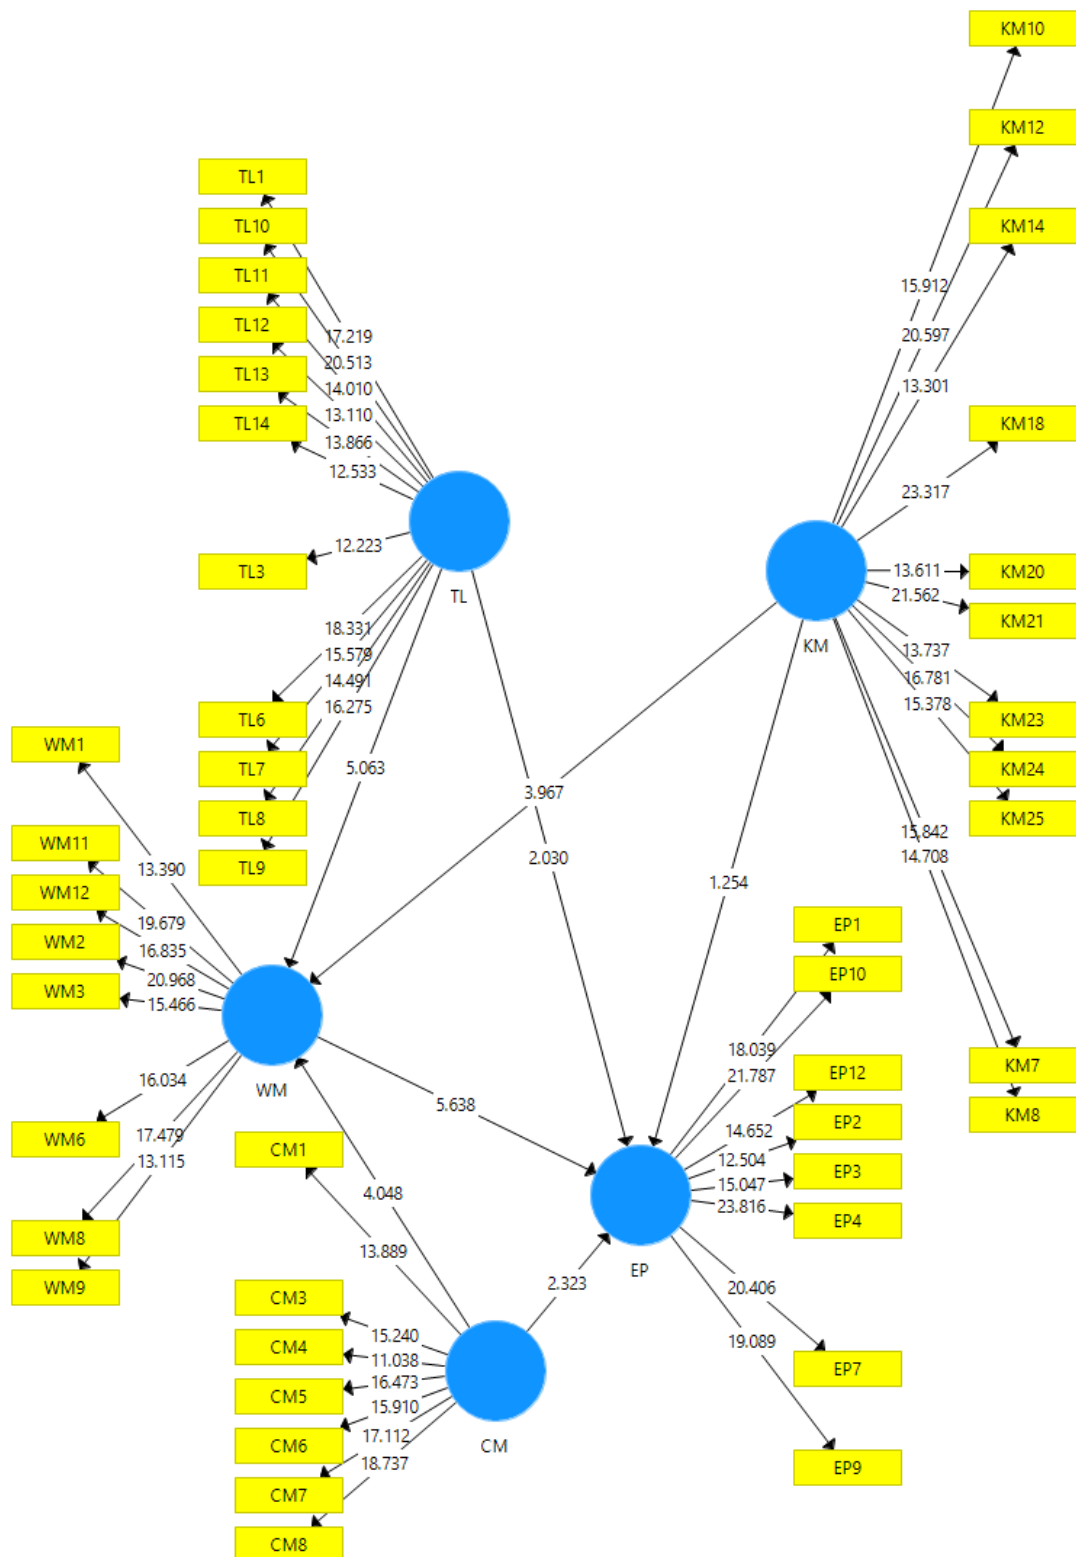 KM10
KM12
TL1
TL10
KM14
TL11
15.912
TL12
17.219
20.597
20.513
TL13
14.010
13.301
13.110
TL14
KM18
13.866
12.533
23.317
12.223
TL3
13.611
KM20
21.562
KM21
TL
KM
18.331
13.737
15.579
16.781
14.491
15.378
16.275
TL6
KM23
WM1
5.063
TL7
KM24
3.967
TL8
KM25
15.842
WM11
14.708
13.390
TL9
2.030
1.254
WM12
19.679
EP1
WM2
16.835
EP10
20.968
WM3
15.466
18.039
KM7
16.034
WM
21.787
EP12
5.638
KM8
WM6
17.479
EP2
14.652
CM1
13.115
12.504
EP3
4.048
15.047
23.816
EP4
WM8
13.889
EP
2.323
20.406
WM9
CM3
15.240
19.089
CM4
11.038
EP7
16.473
CM5
15.910
17.112
CM6
CM
18.737
EP9
CM7
CM8